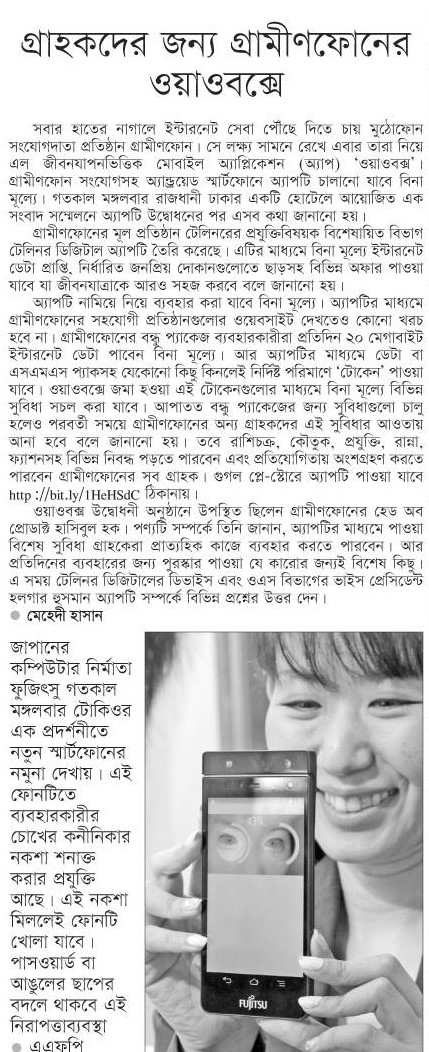 গ্রাহকদের জন্য গ্রামীণফোনের
ওয়াওবক্সে
সবার হাতের নাগালে ইন্টারনেট সেবা পৌঁছে দিতে চায় মুঠোফোন
সংযোগদাতা প্রতিষ্ঠান গ্রামীণফোন। সে লক্ষ্য সামনে রেখে এবার তারা নিয়ে
এল জীবনযাপনভিত্তিক মোবাইল অ্যাপ্লিকেশন (অ্যাপ) ‘ওয়াওবক্স’।
গ্রামীণফোন সংযোগসহ অ্যান্ড্রয়েড স্মার্টফোনে অ্যাপটি চালানো যাবে বিনা
মূল্যে। গতকাল মঙ্গলবার রাজধানী ঢাকার একটি হোটেলে আয়োজিত এক
সংবাদ সম্মেলনে অ্যাপটি উদ্বোধনের পর এসব কথা জানানো হয়।
গ্রামীণফোনের মূল প্রতিষ্ঠান টেলিনরের প্রযুক্তিবিষয়ক বিশেষায়িত বিভাগ
টেলিনর ডিজিটাল অ্যাপটি তৈরি করেছে। এটির মাধ্যমে বিনা মূল্যে ইন্টারনেট
ডেটা প্রাপ্তি, নির্ধারিত জনপ্রিয় দোকানগুলোতে ছাড়সহ বিভিন্ন অফার পাওয়া
যাবে যা জীবনযাত্রাকে আরও সহজ করবে বলে জানানো হয়।
অ্যাপটি নামিয়ে নিয়ে ব্যবহার করা যাবে বিনা মূল্যে। অ্যাপটির মাধ্যমে
গ্রামীণফোনের সহযোগী প্রতিষ্ঠানগুলোর ওয়েবসাইট দেখতেও কোনো খরচ
হবে না। গ্রামীণফোনের বন্ধু প্যাকেজ ব্যবহারকারীরা প্রতিদিন ২০ মেগাবাইট
ইন্টারনেট ডেটা পাবেন বিনা মূল্যে। আর অ্যাপটির মাধ্যমে ডেটা বা
এসএমএস প্যাকসহ যেকোনো কিছু কিনলেই নির্দিষ্ট পরিমাণে ‘টোকেন’ পাওয়া
যাবে। ওয়াওবক্সে জমা হওয়া এই টোকেনগুলোর মাধ্যমে বিনা মূল্যে বিভিন্ন
সুবিধা সচল করা যাবে। আপাতত বন্ধু প্যাকেজের জন্য সুবিধাগুলো চালু
হলেও পরবর্তী সময়ে গ্রামীণফোনের অন্য গ্রাহকদের এই সুবিধার আওতায়
আনা হবে বলে জানানো হয়। তবে রাশিচক্র, কৌতুক, প্রযুক্তি, রান্না,
ফ্যাশনসহ বিভিন্ন নিবন্ধ পড়তে পারবেন এবং প্রতিযোগিতায় অংশগ্রহণ করতে
পারবেন গ্রামীণফোনের সব গ্রাহক। গুগল প্লে-স্টোরে অ্যাপটি পাওয়া যাবে
http://bit.ly/1HeHSdC ঠিকানায়।
ওয়াওবক্স উদ্বোধনী অনুষ্ঠানে উপস্থিত ছিলেন গ্রামীণফোনের হেড অব
প্রোডাক্ট হাসিবুল হক। পণ্যটি সম্পর্কে তিনি জানান, অ্যাপটির মাধ্যমে পাওয়া
বিশেষ সুবিধা গ্রাহকেরা প্রাত্যহিক কাজে ব্যবহার করতে পারবেন। আর
প্রতিদিনের ব্যবহারের জন্য পুরস্কার পাওয়া যে কারোর জন্যই বিশেষ কিছু।
এ সময় টেলিনর ডিজিটালের ডিভাইস এবং ওএস বিভাগের ভাইস প্রেসিডেন্ট
হলগার হুসমান অ্যাপটি সম্পর্কে বিভিন্ন প্রশ্নের উত্তর দেন।
● মেহেদী হাসান
জাপানের
কম্পিউটার নির্মাতা
ফুজিৎসু গতকাল
মঙ্গলবার টোকিওর
এক প্রদর্শনীতে
নতুন স্মার্টফোনের
নমুনা দেখায়। এই
ফোনটিতে
ব্যবহারকারীর
চোখের কনীনিকার
নকশা শনাক্ত
করার প্রযুক্তি
আছে। এই নকশা
মিললেই ফোনটি
খোলা যাবে।
পাসওয়ার্ড বা
আঙুলের ছাপের
বদলে থাকবে এই
নিরাপত্তাব্যবস্থা
● এএফপি
FUJITSU